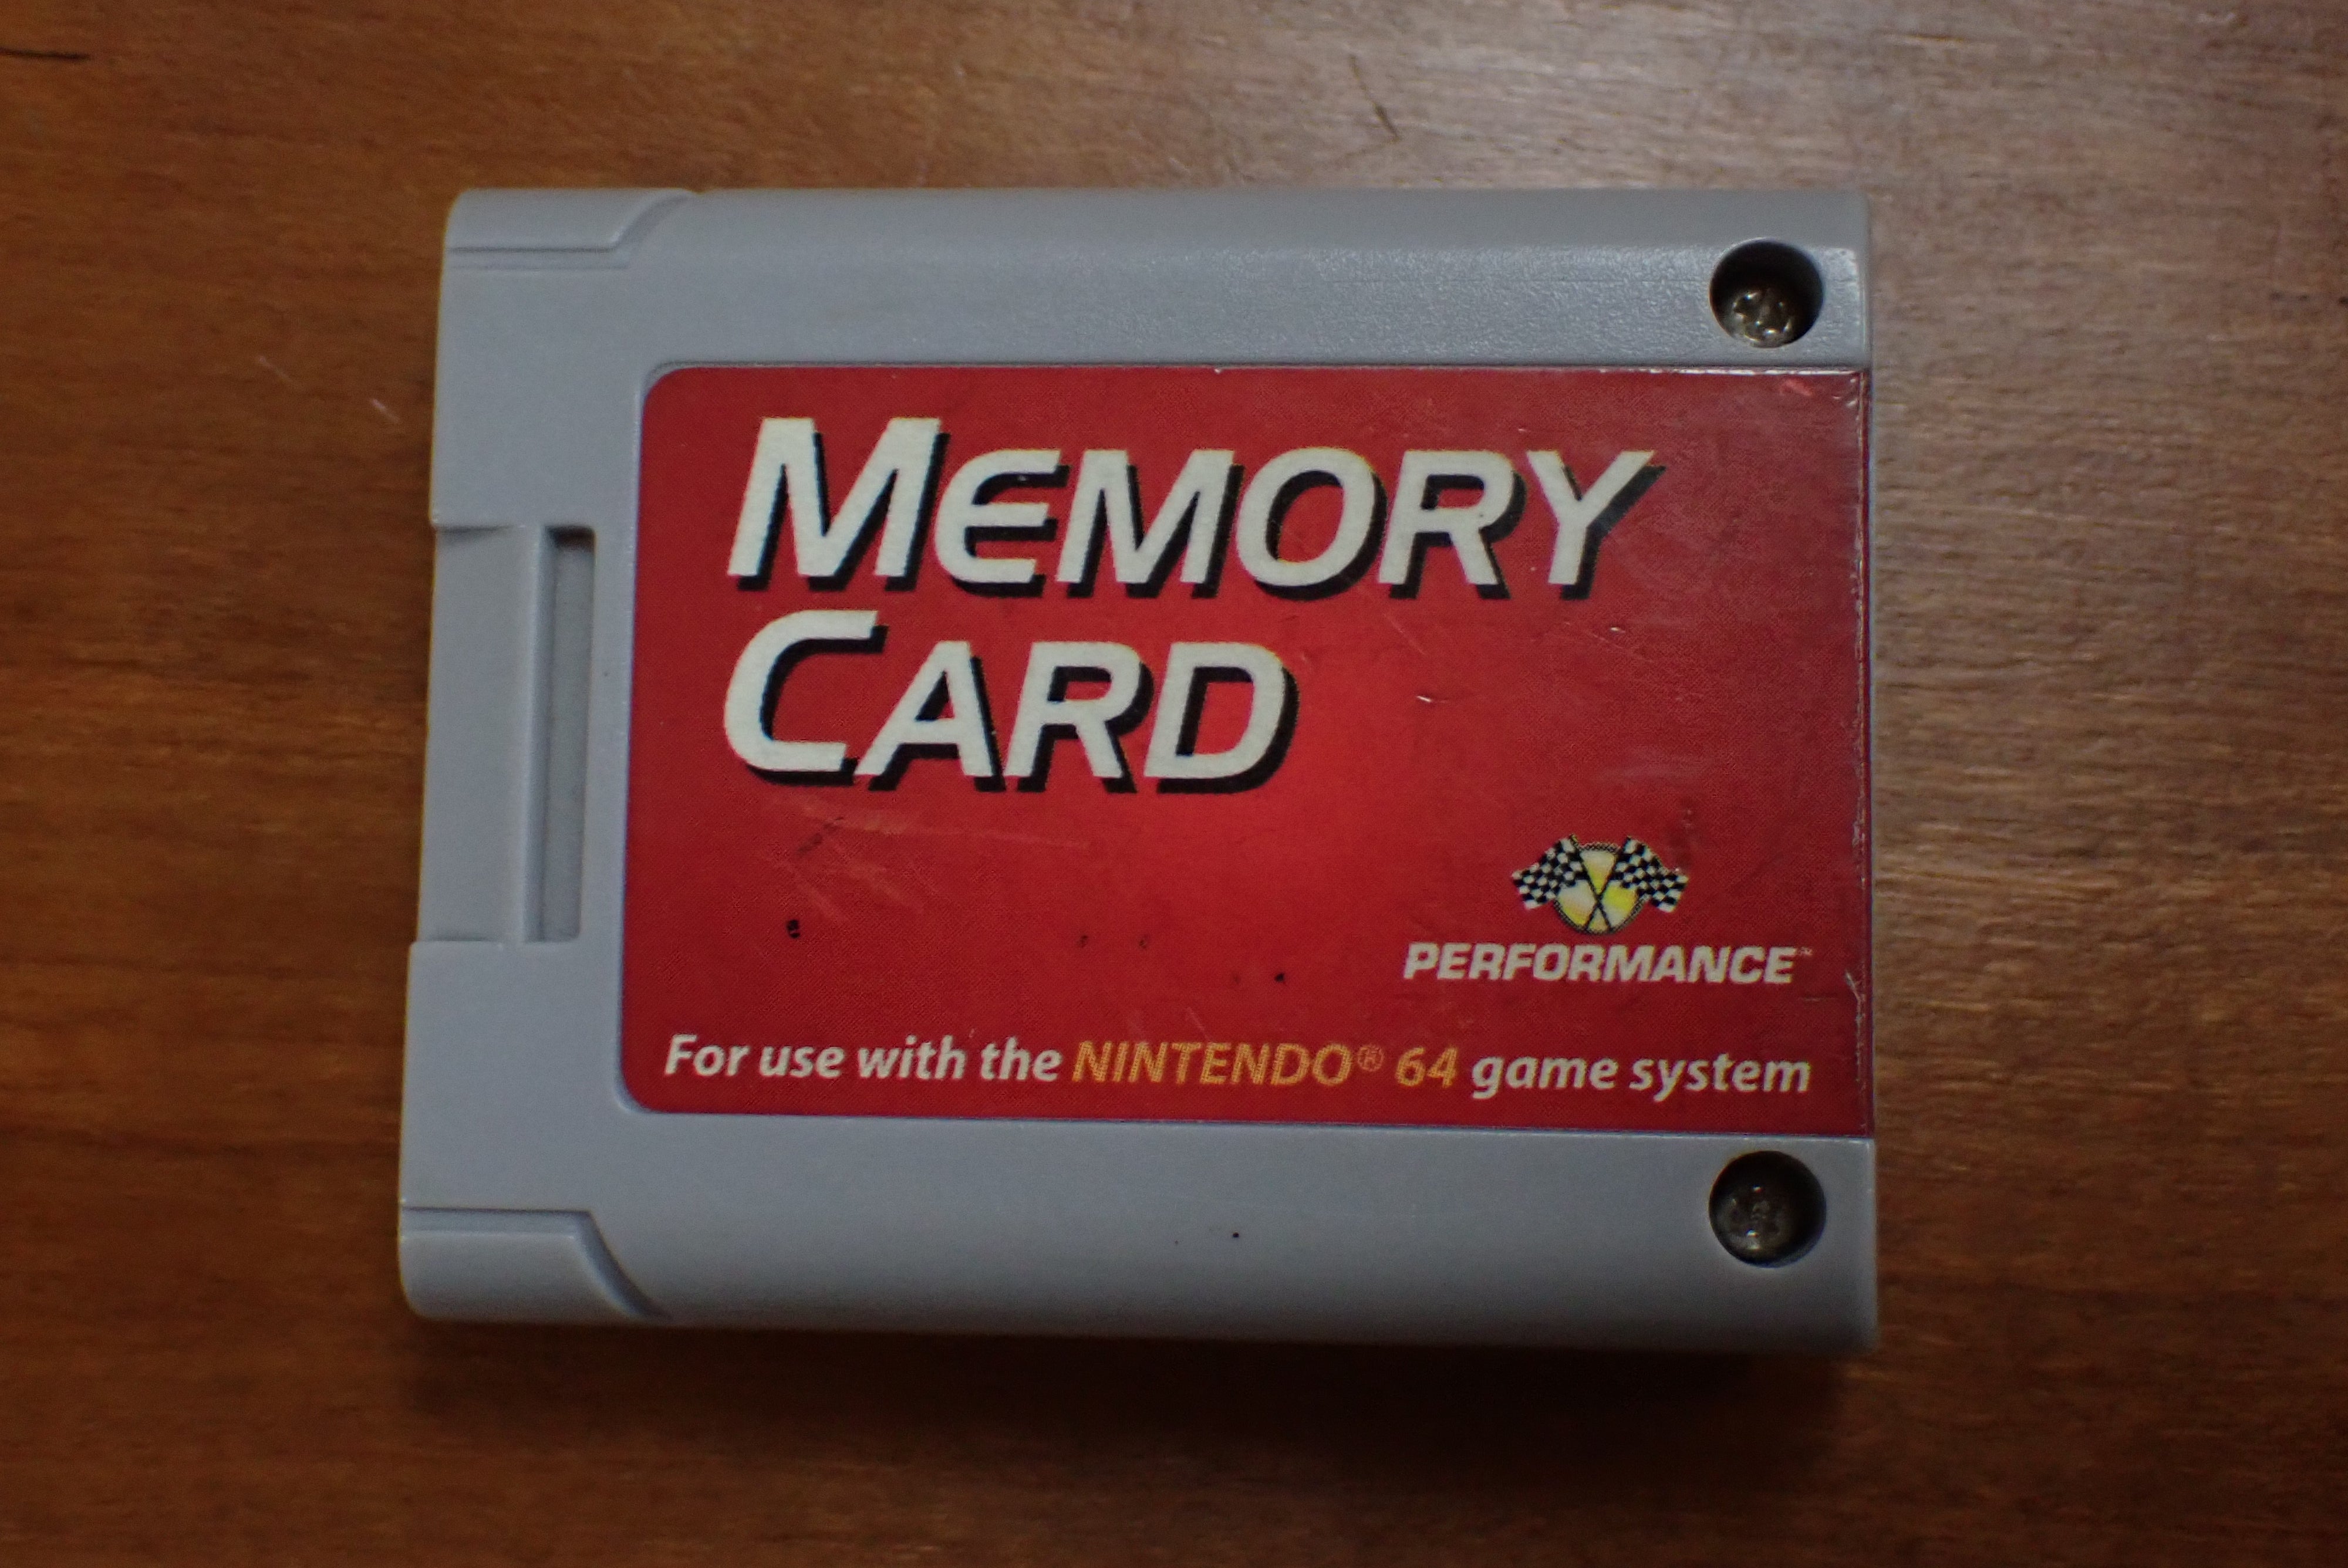 MEMORY
CARD
PERFORMANCE™
For use with the NINTENDO® 64 game system